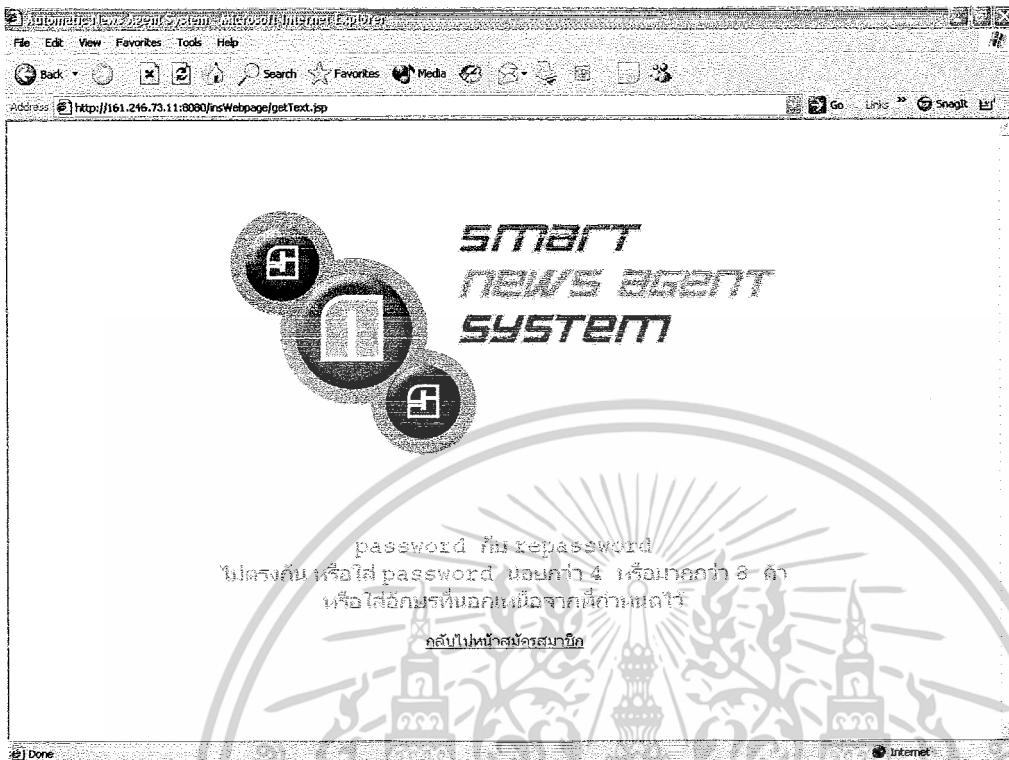 Automatic News Agent System - Microsoft Internet Explorer
File Edit View Favorites Tools Help
Back Search Favorites Media
Address http://161.246.73.11:8080/insWebpage/getText.jsp Go Links » SnagIt
smart
news agent
system
password กับ repassword
ไม่ตรงกัน หรือใส่ password น้อยกว่า 4 หรือมากกว่า 8 ตัว
หรือใส่อักษรที่นอกเหนือจากที่กำหนดไว้
กลับไปหน้าสมัครสมาชิก
Done Internet